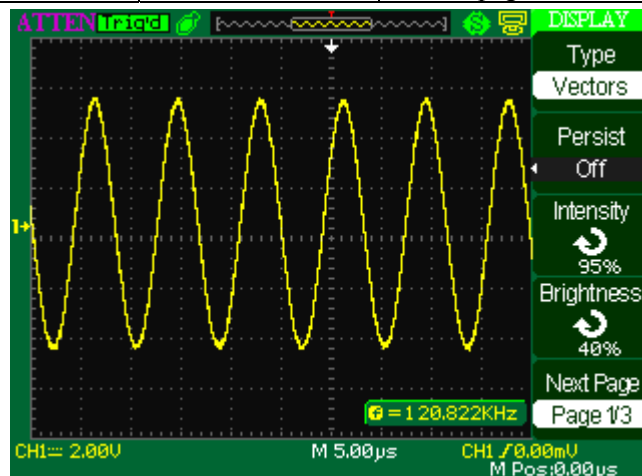 ATTEN Trig'd S DISPLAY
Type
Vectors
Persist
Off
Intensity
95%
Brightness
40%
Next Page
Page 1/3
1
f = 120.822KHz
CH1 2.00V M 5.00µs CH1 0.00mV
M Pos:0.00µs